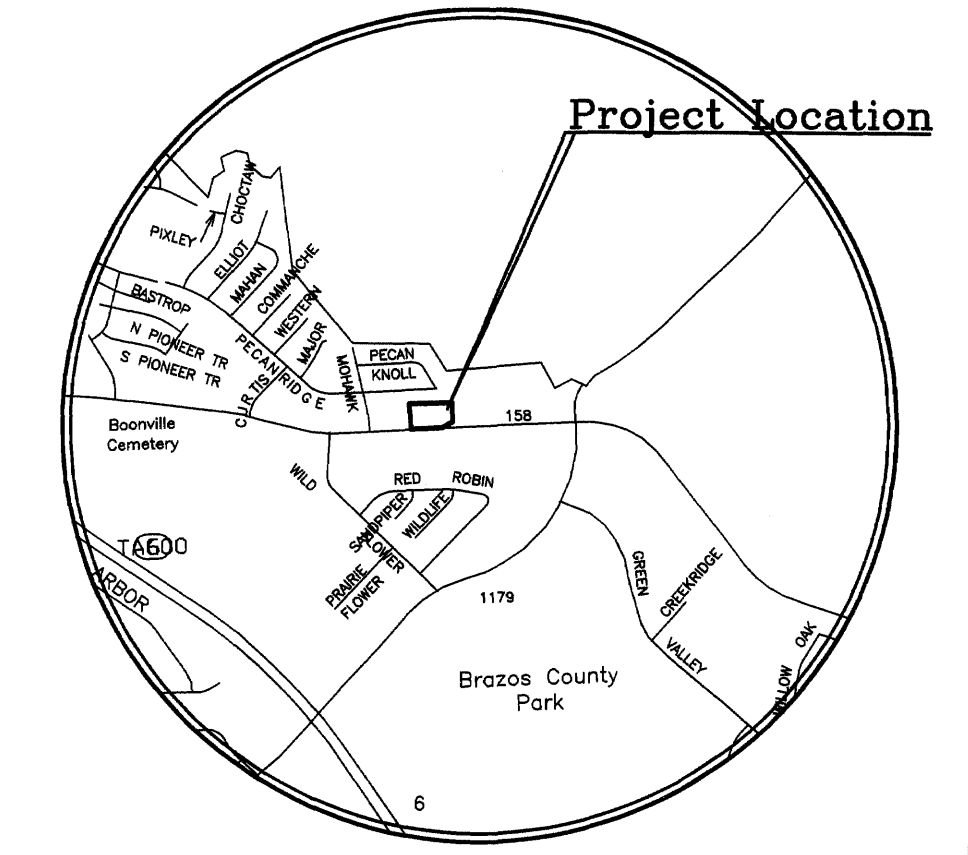 Project Location
CHOCTAW
PIXLEY
ELLIOT
MAHAN
COMMANCHE
WESTERN
MAJOR
BASTROP
N PIONEER TR
S PIONEER TR
PECAN RIDGE
CURTIS
MOHAWK
PECAN
KNOLL
158
Boonville
Cemetery
WILD
FLOWER
RED ROBIN
SANDPIPER
WILDLIFE
PRAIRIE
FLOWER
ARBOR
1179
GREEN
VALLEY
CREEKRIDGE
OAK
WILLOW
Brazos County
Park
6